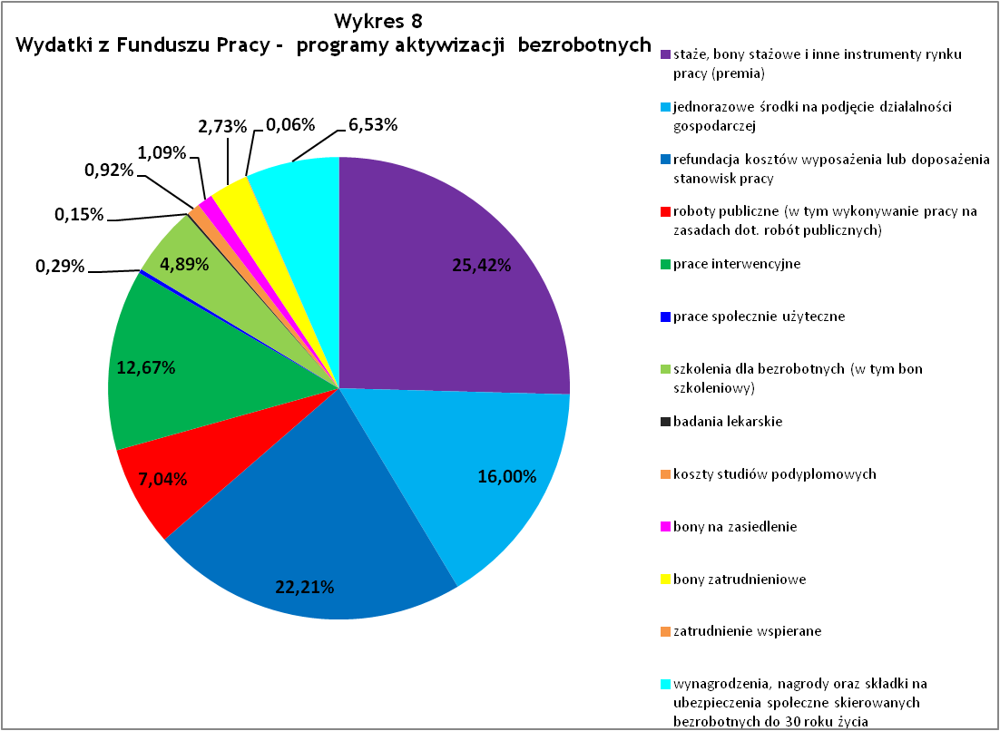 Wykres 8
Wydatki z Funduszu Pracy - programy aktywizacji bezrobotnych
staże, bony stażowe i inne instrumenty rynku
pracy (premia)
jednorazowe środki na podjęcie działalności
gospodarczej
refundacja kosztów wyposażenia lub doposażenia
stanowisk pracy
roboty publiczne (w tym wykonywanie pracy na
zasadach dot. robót publicznych)
prace interwencyjne
prace społecznie użyteczne
szkolenia dla bezrobotnych (w tym bon
szkoleniowy)
badania lekarskie
koszty studiów podyplomowych
bony na zasiedlenie
bony zatrudnieniowe
zatrudnienie wspierane
wynagrodzenia, nagrody oraz składki na
ubezpieczenia społeczne skierowanych
bezrobotnych do 30 roku życia
25,42%
16,00%
22,21%
7,04%
12,67%
0,29%
4,89%
0,15%
0,92%
1,09%
2,73%
0,06%
6,53%